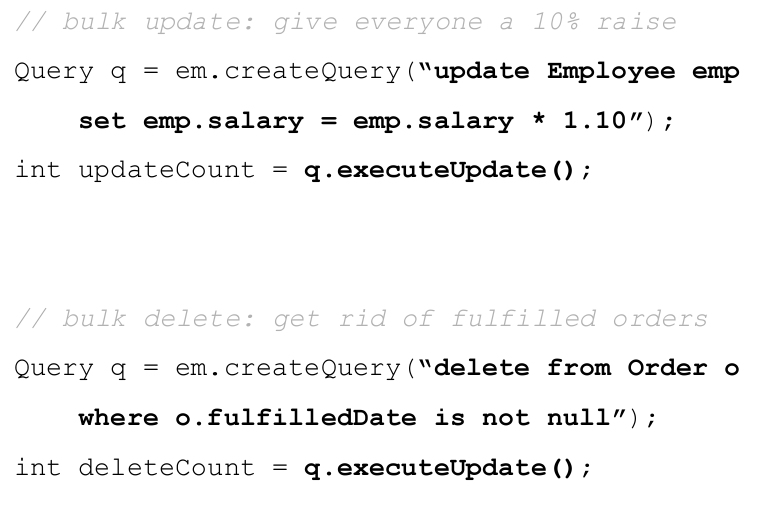 // bulk update: give everyone a 10% raise
Query q = em.createQuery(“update Employee emp
set emp.salary = emp.salary * 1.10”);
int updateCount = q.executeUpdate();
// bulk delete: get rid of fulfilled orders
Query q = em.createQuery(“delete from Order o
where o.fulfilledDate is not null”);
int deleteCount = q.executeUpdate();